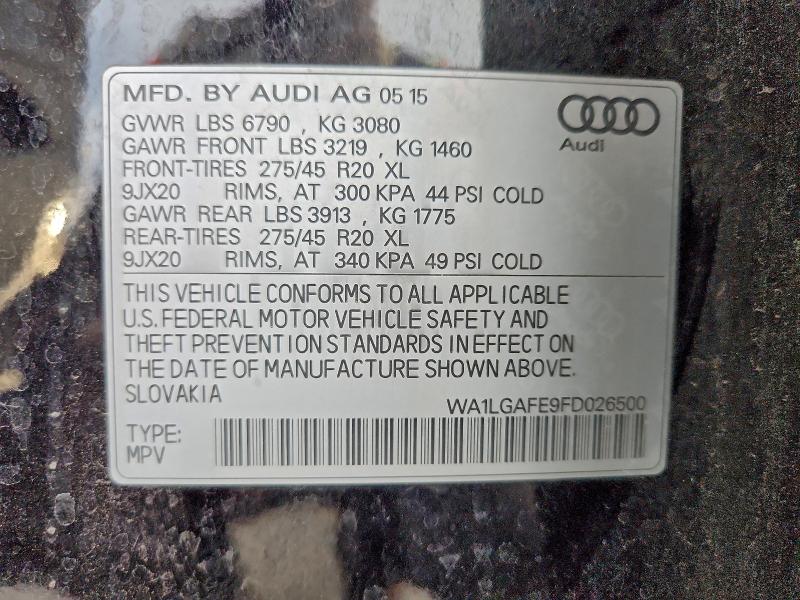 MFD. BY AUDI AG 05 15
GVWR LBS 6790 , KG 3080
GAWR FRONT LBS 3219 , KG 1460
FRONT-TIRES 275/45 R20 XL
9JX20 RIMS, AT 300 KPA 44 PSI COLD
GAWR REAR LBS 3913 , KG 1775
REAR-TIRES 275/45 R20 XL
9JX20 RIMS, AT 340 KPA 49 PSI COLD
Audi
THIS VEHICLE CONFORMS TO ALL APPLICABLE
U.S. FEDERAL MOTOR VEHICLE SAFETY AND
THEFT PREVENTION STANDARDS IN EFFECT ON
THE DATE OF MANUFACTURE SHOWN ABOVE.
SLOVAKIA
WA1LGAFE9FD026500
TYPE:
MPV